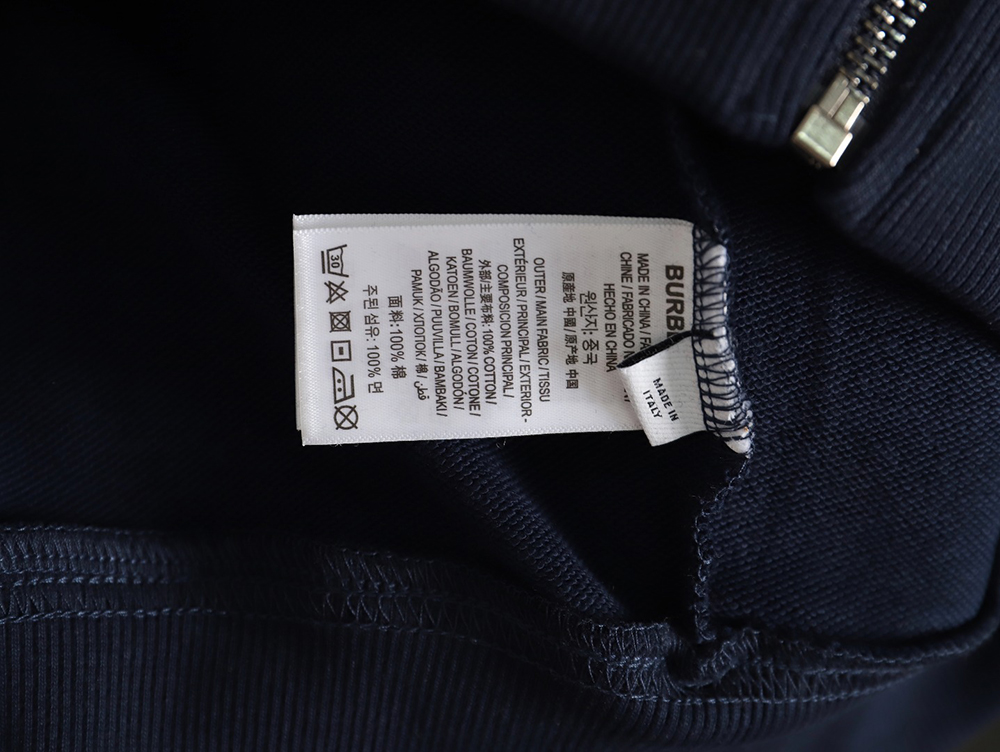 BURB
MADE IN CHINA / FA
CHINE / FABRICADO N
HECHO EN CHINA
원산지: 중국
原産地 中國 / 原产地 中国
OUTER / MAIN FABRIC / TISSU
EXTÉRIEUR / PRINCIPAL / EXTERIOR-
COMPOSICION PRINCIPAL /
外部/主要布料: 100% COTTON /
BAUMWOLLE / COTON / COTONE /
KATOEN / BOMULL / ALGODÓN /
ALGODÃO / PUUVILLA / BAMBAKI /
PAMUK / ХЛОПОК / 棉 / قطن
面料:100% 棉
주된 섬유: 100% 면
30
MADE IN
ITALY